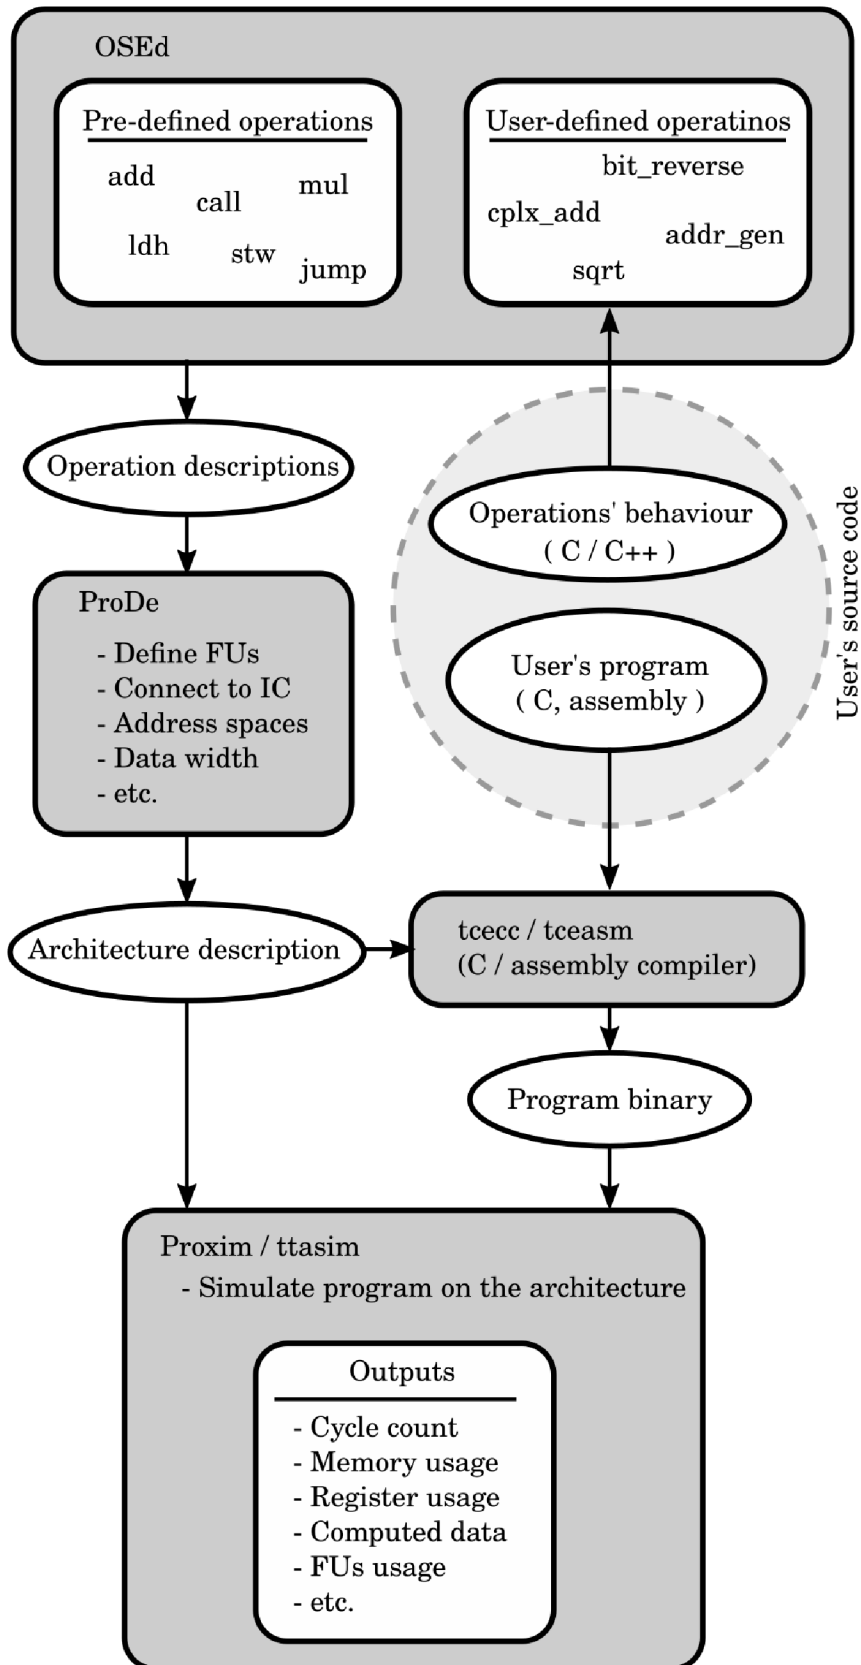 OSEd
Pre-defined operations
add
call
mul
ldh
stw
jump
User-defined operatinos
bit_reverse
cplx_add
addr_gen
sqrt
Operation descriptions
Operations' behaviour
( C / C++ )
User's program
( C, assembly )
User's source code
ProDe
- Define FUs
- Connect to IC
- Address spaces
- Data width
- etc.
Architecture description
tcecc / tceasm
(C / assembly compiler)
Program binary
Proxim / ttasim
- Simulate program on the architecture
Outputs
- Cycle count
- Memory usage
- Register usage
- Computed data
- FUs usage
- etc.